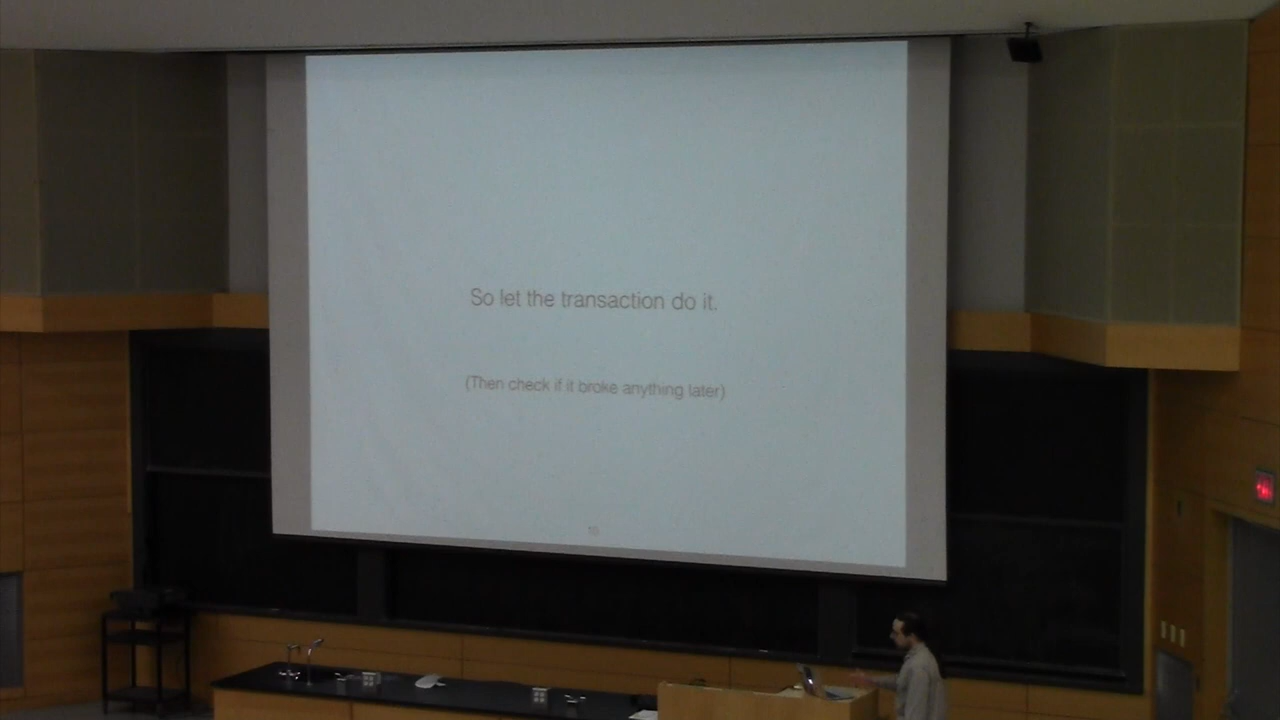 So let the transaction do it.
(Then check if it broke anything later)